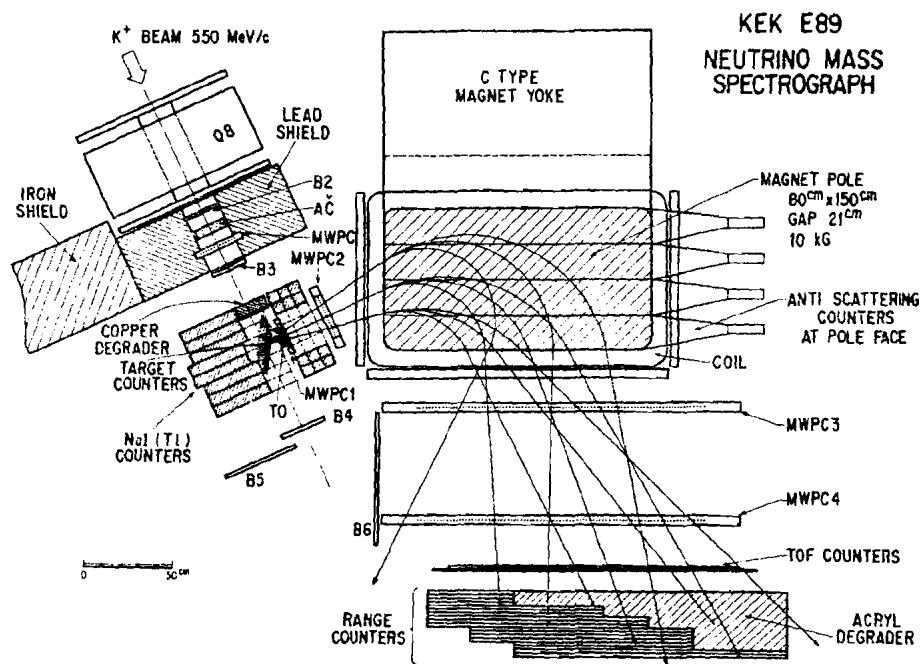 KEK E89
NEUTRINO MASS
SPECTROGRAPH
K+ BEAM 550 MeV/c
C TYPE
MAGNET YOKE
Q8
LEAD
SHIELD
IRON
SHIELD
B2
AČ
MWPC
MWPC2
B3
MAGNET POLE
80cm x 150cm
GAP 21cm
10 kG
ANTI SCATTERING
COUNTERS
AT POLE FACE
COIL
COPPER
DEGRADER
TARGET
COUNTERS
MWPC1
T0
B4
NaI (Tl)
COUNTERS
B5
MWPC3
MWPC4
B6
0 50cm
TOF COUNTERS
RANGE
COUNTERS
ACRYL
DEGRADER